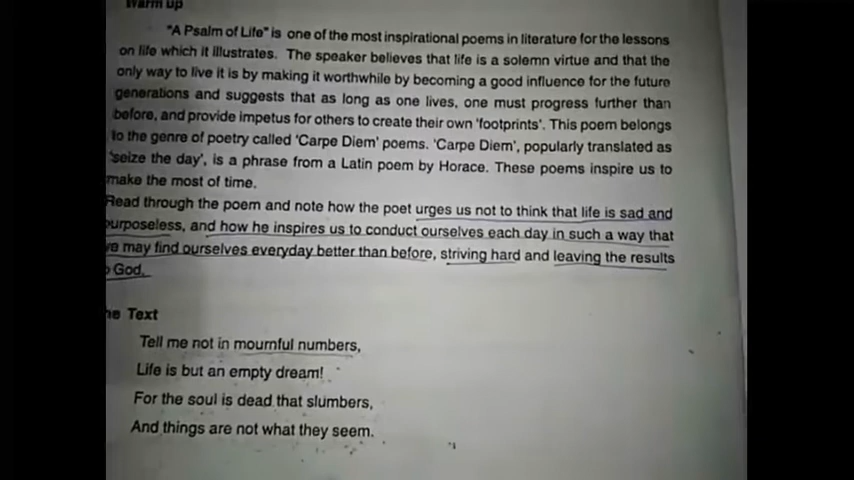 Warm up
"A Psalm of Life" is one of the most inspirational poems in literature for the lessons
on life which it illustrates. The speaker believes that life is a solemn virtue and that the
only way to live it is by making it worthwhile by becoming a good influence for the future
generations and suggests that as long as one lives, one must progress further than
before, and provide impetus for others to create their own 'footprints'. This poem belongs
to the genre of poetry called 'Carpe Diem' poems. 'Carpe Diem', popularly translated as
'seize the day', is a phrase from a Latin poem by Horace. These poems inspire us to
make the most of time.
Read through the poem and note how the poet urges us not to think that life is sad and
urposeless, and how he inspires us to conduct ourselves each day in such a way that
e may find ourselves everyday better than before, striving hard and leaving the results
o God.
he Text
Tell me not in mournful numbers,
Life is but an empty dream!
For the soul is dead that slumbers,
And things are not what they seem.